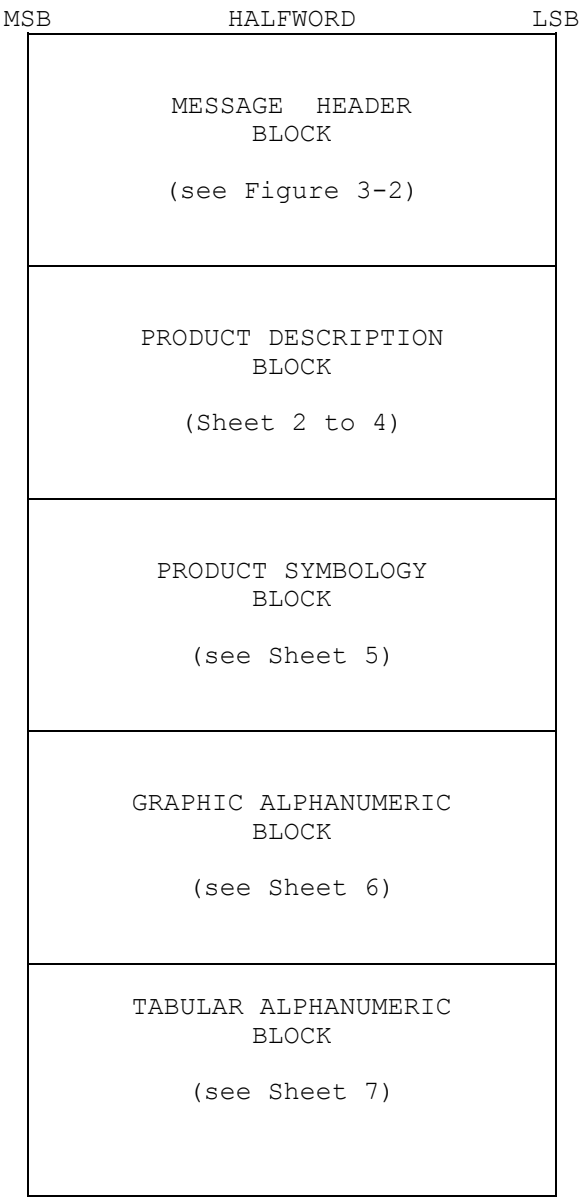 MSB HALFWORD LSB
MESSAGE HEADER
BLOCK
(see Figure 3-2)
PRODUCT DESCRIPTION
BLOCK
(Sheet 2 to 4)
PRODUCT SYMBOLOGY
BLOCK
(see Sheet 5)
GRAPHIC ALPHANUMERIC
BLOCK
(see Sheet 6)
TABULAR ALPHANUMERIC
BLOCK
(see Sheet 7)